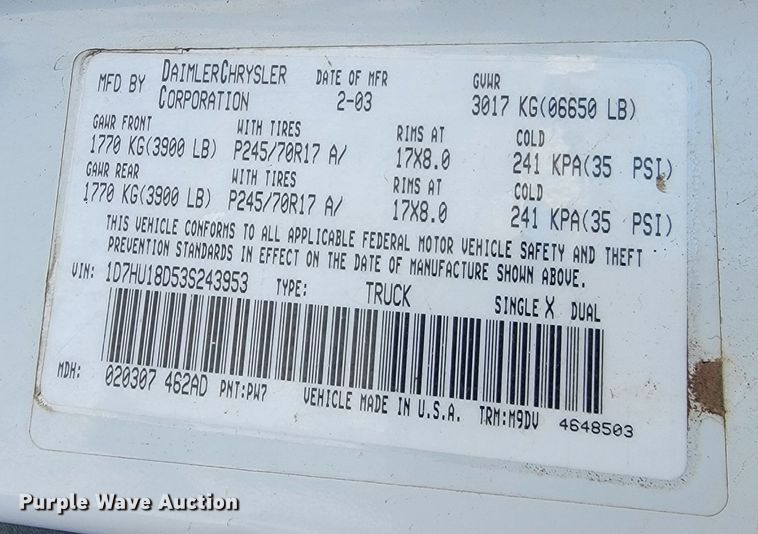 MFD BY DAIMLERCHRYSLER CORPORATION DATE OF MFR 2-03 GVWR 3017 KG(06650 LB)
GAWR FRONT WITH TIRES RIMS AT COLD
1770 KG(3900 LB) P245/70R17 A/ 17X8.0 241 KPA(35 PSI)
GAWR REAR WITH TIRES RIMS AT COLD
1770 KG(3900 LB) P245/70R17 A/ 17X8.0 241 KPA(35 PSI)
THIS VEHICLE CONFORMS TO ALL APPLICABLE FEDERAL MOTOR VEHICLE SAFETY AND THEFT
PREVENTION STANDARDS IN EFFECT ON THE DATE OF MANUFACTURE SHOWN ABOVE.
VIN: 1D7HU18D53S243953 TYPE: TRUCK SINGLE X DUAL
MDH: 020307 462AD PNT:PW7 VEHICLE MADE IN U.S.A. TRM:M9DV 4648503
Purple Wave Auction